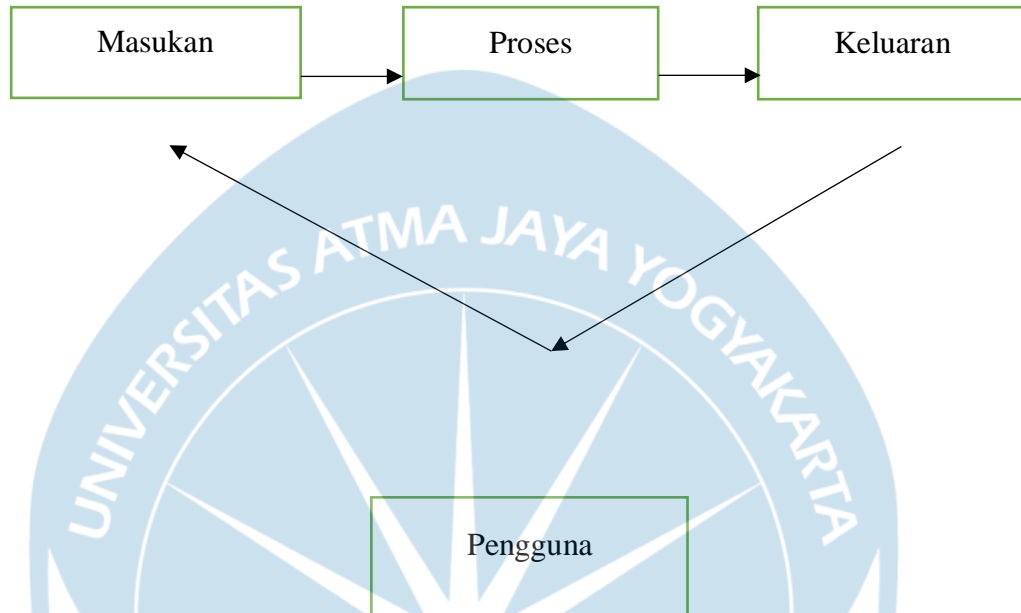 Masukan
Proses
Keluaran
UNIVERSITAS ATMA JAYA YOGYAKARTA
Pengguna